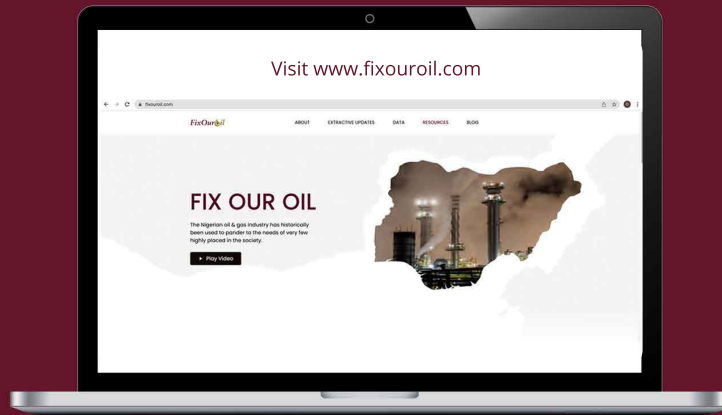 Visit www.fixouroil.com
fixouroil.com
FixOurOil
ABOUT
EXTRACTIVE UPDATES
DATA
RESOURCES
BLOG
FIX OUR OIL
The Nigerian oil & gas industry has historically
been used to pander to the needs of very few
highly placed in the society.
Play Video